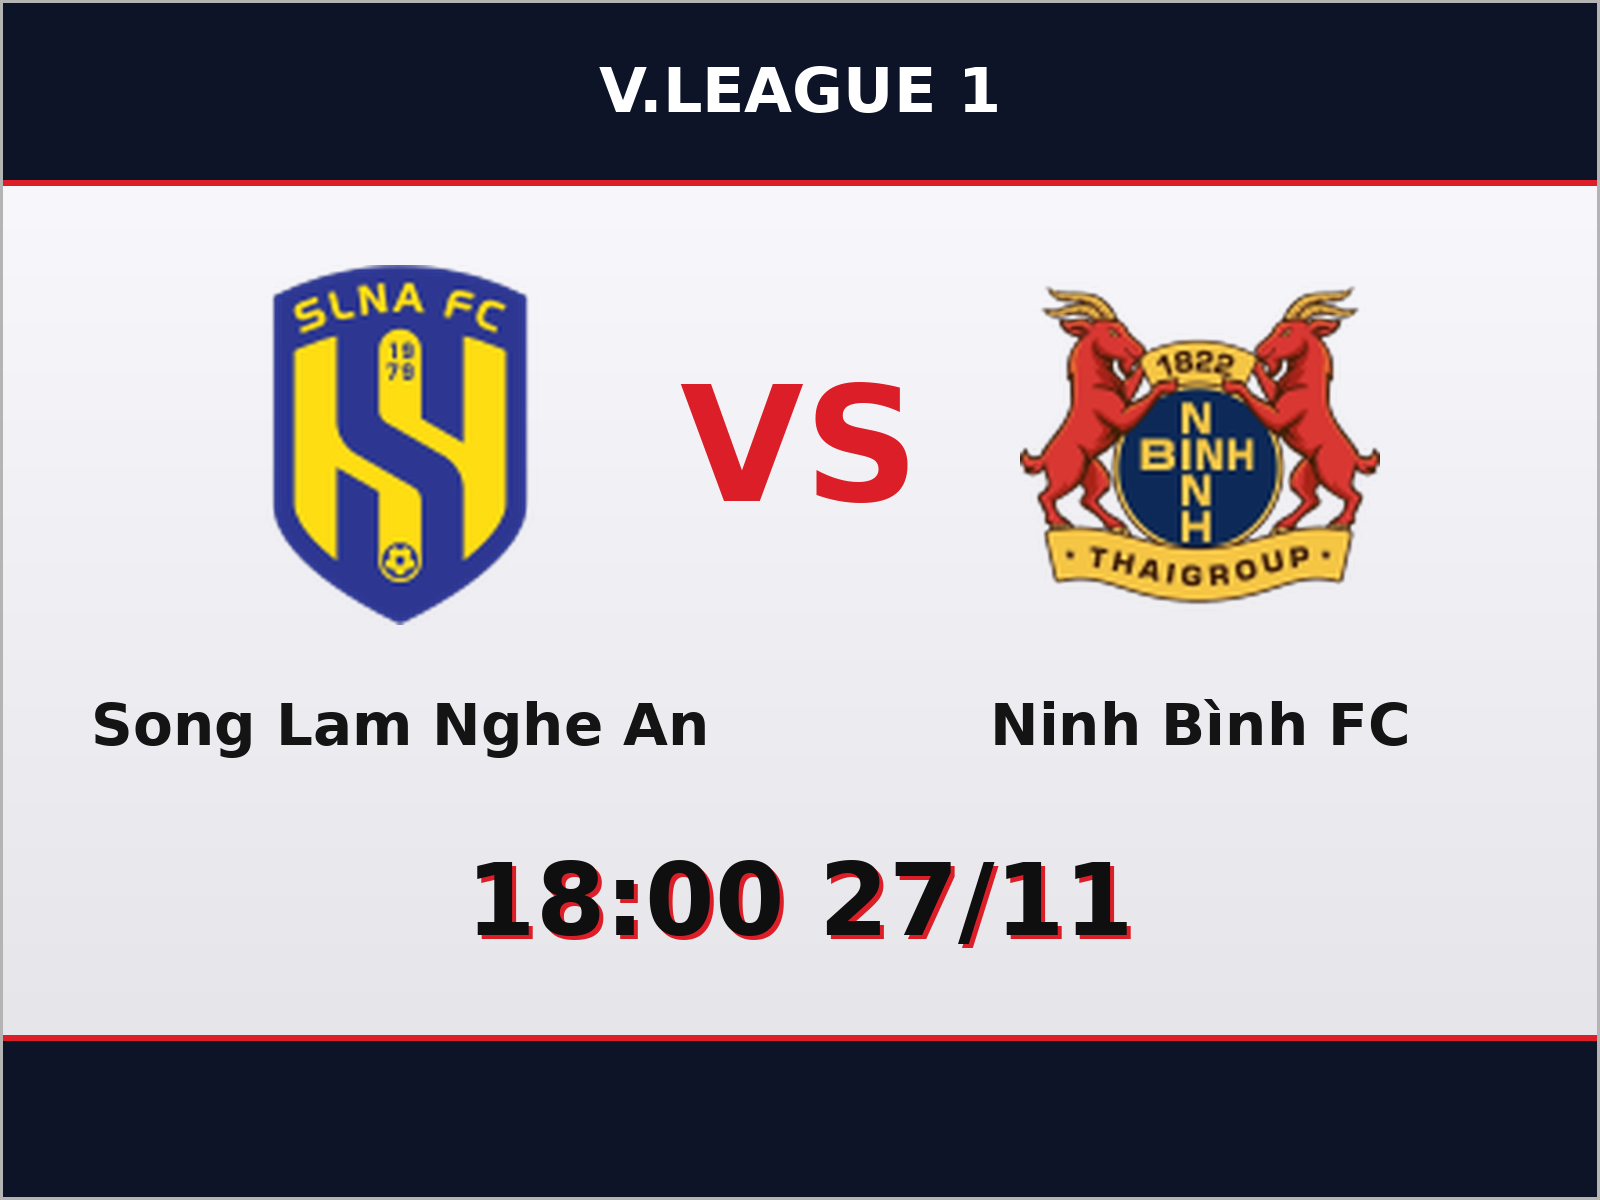 V.LEAGUE 1
SLNA FC
19
79
VS
1822
N
BINH
N
H
THAIGROUP
Song Lam Nghe An
Ninh Bình FC
18:00 27/11